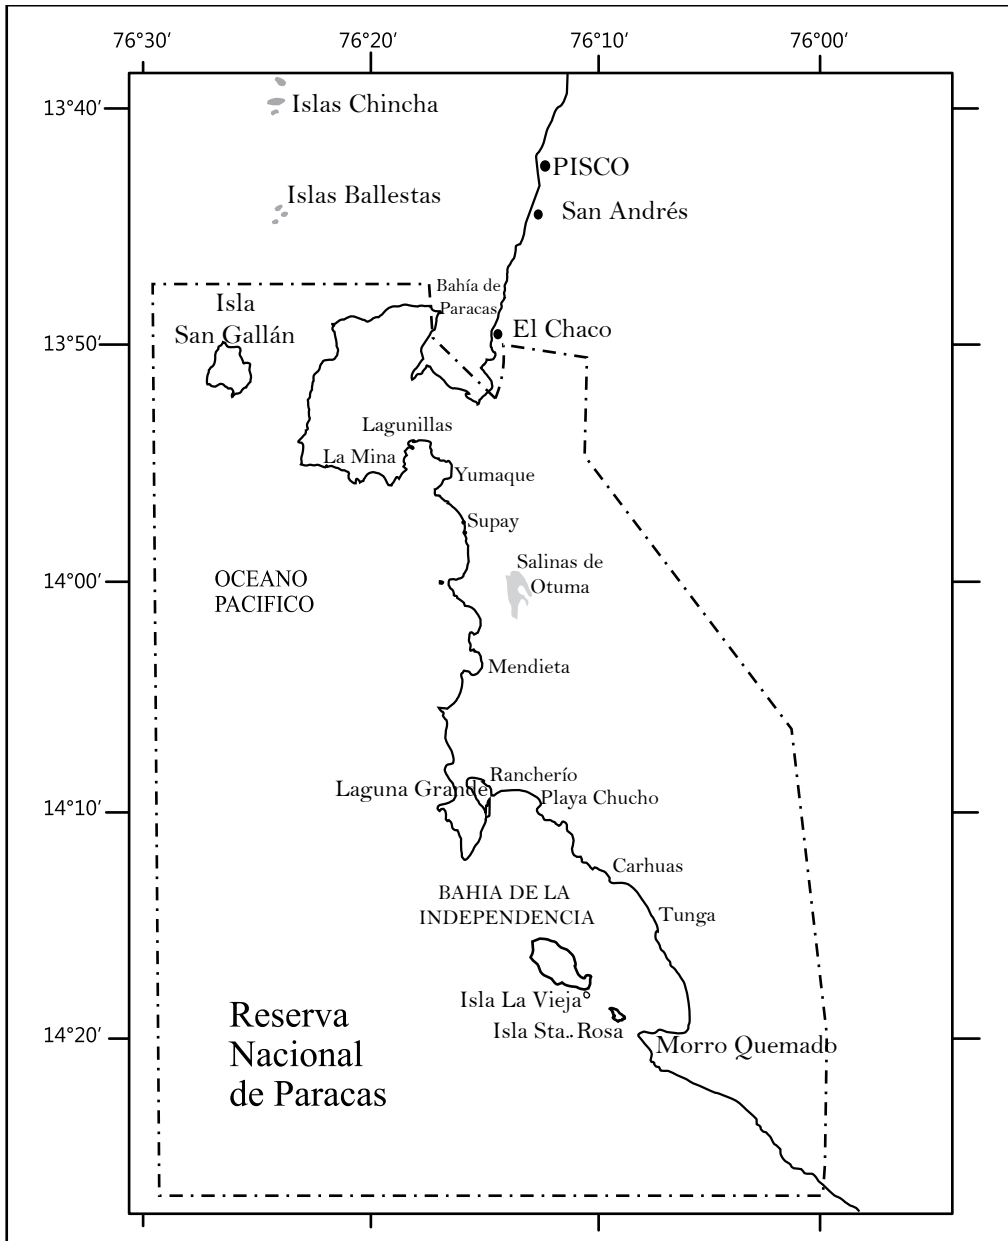 76°30′
76°20′
76°10′
76°00′
13°40′
Islas Chincha
PISCO
Islas Ballestas
San Andrés
Bahía de
Paracas
Isla
San Gallán
El Chaco
13°50′
Lagunillas
La Mina
Yumaque
Supay
Salinas de
Otuma
14°00′
OCEANO
PACIFICO
Mendieta
Rancherío
Laguna Grande
Playa Chucho
14°10′
Carhuas
BAHIA DE LA
INDEPENDENCIA
Tunga
Isla La Vieja
Isla Sta. Rosa
14°20′
Morro Quemado
Reserva
Nacional
de Paracas